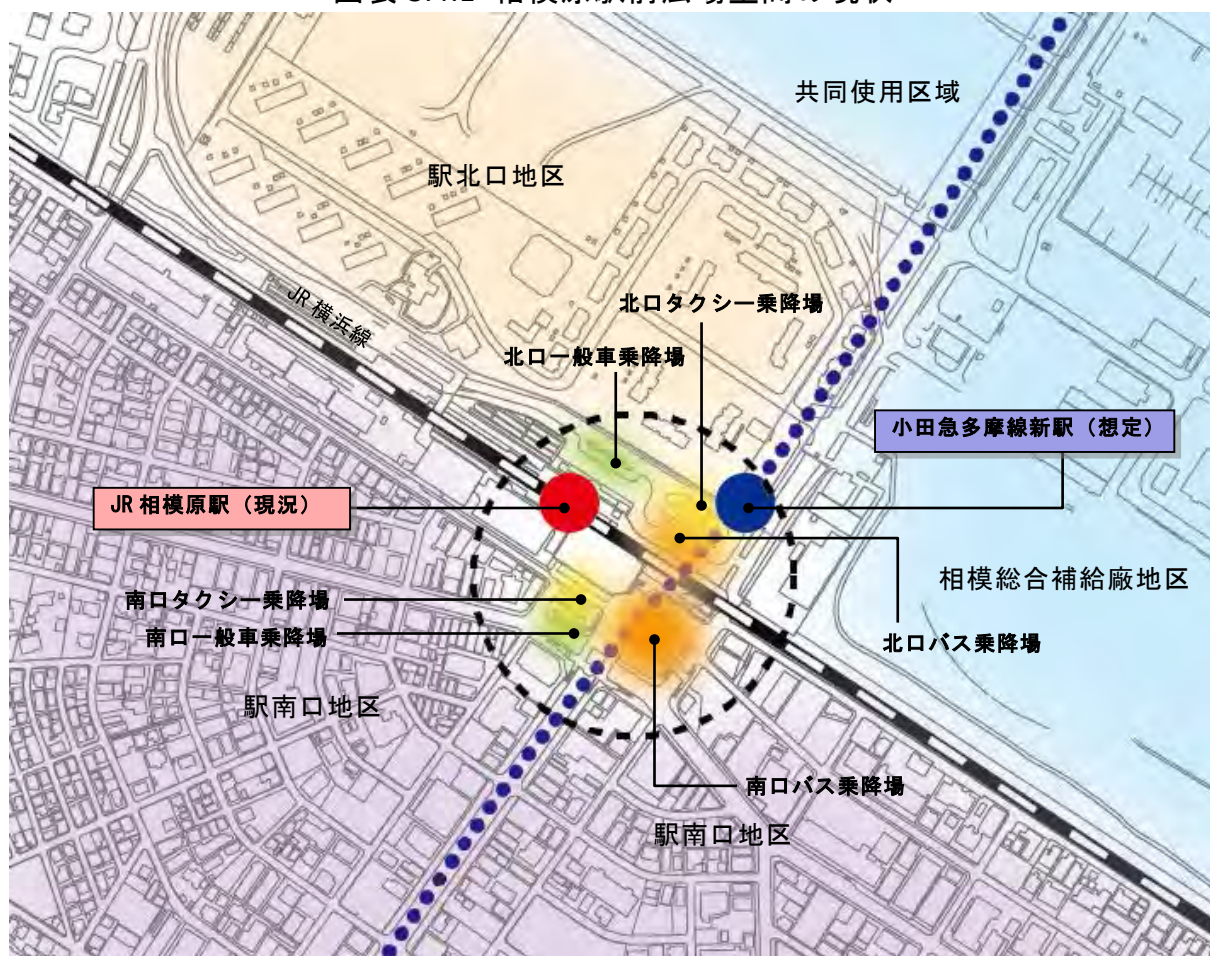 共同使用区域
駅北口地区
JR横浜線
北口タクシー乗降場
北口一般車乗降場
小田急多摩線新駅（想定）
JR相模原駅（現況）
相模総合補給廠地区
南口タクシー乗降場
南口一般車乗降場
北口バス乗降場
駅南口地区
南口バス乗降場
駅南口地区